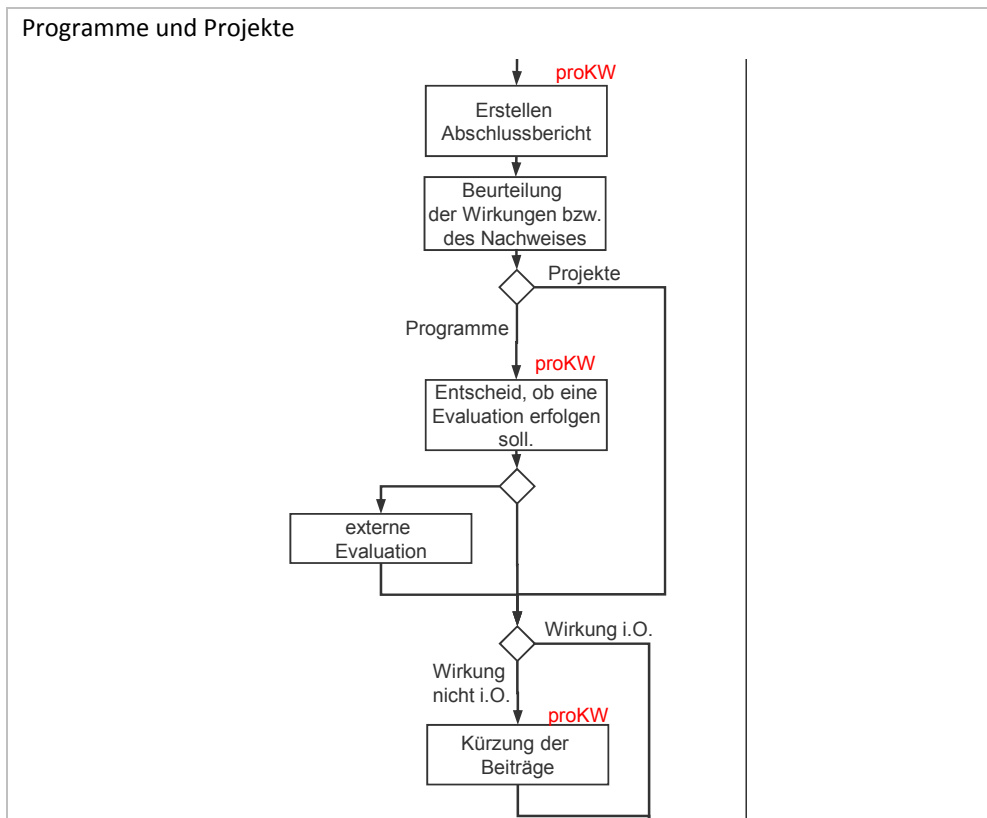 Programme und Projekte
proKW
Erstellen
Abschlussbericht
Beurteilung
der Wirkungen bzw.
des Nachweises
Projekte
Programme
proKW
Entscheid, ob eine
Evaluation erfolgen
soll.
externe
Evaluation
Wirkung i.O.
Wirkung
nicht i.O.
proKW
Kürzung der
Beiträge